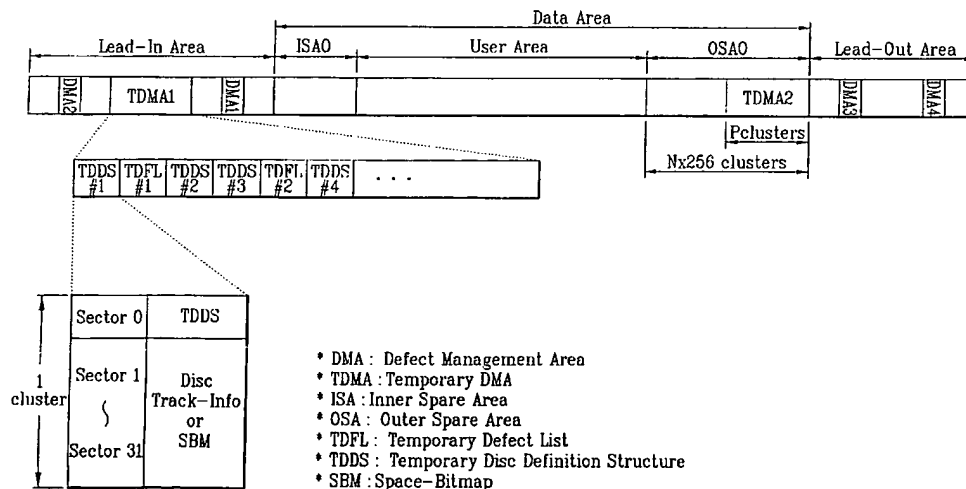 Data Area
Lead-In Area ISA0 User Area OSA0 Lead-Out Area
DMA2 TDMA1 DMA1 TDMA2 DMA3 DMA4
Pclusters
Nx256 clusters
TDDS #1 TDFL #1 TDDS #2 TDDS #3 TDFL #2 TDDS #4 ...
Sector 0 TDDS
1 cluster
Sector 1
Sector 31
Disc
Track-Info
or
SBM
* DMA : Defect Management Area
* TDMA : Temporary DMA
* ISA : Inner Spare Area
* OSA : Outer Spare Area
* TDFL : Temporary Defect List
* TDDS : Temporary Disc Definition Structure
* SBM : Space-Bitmap